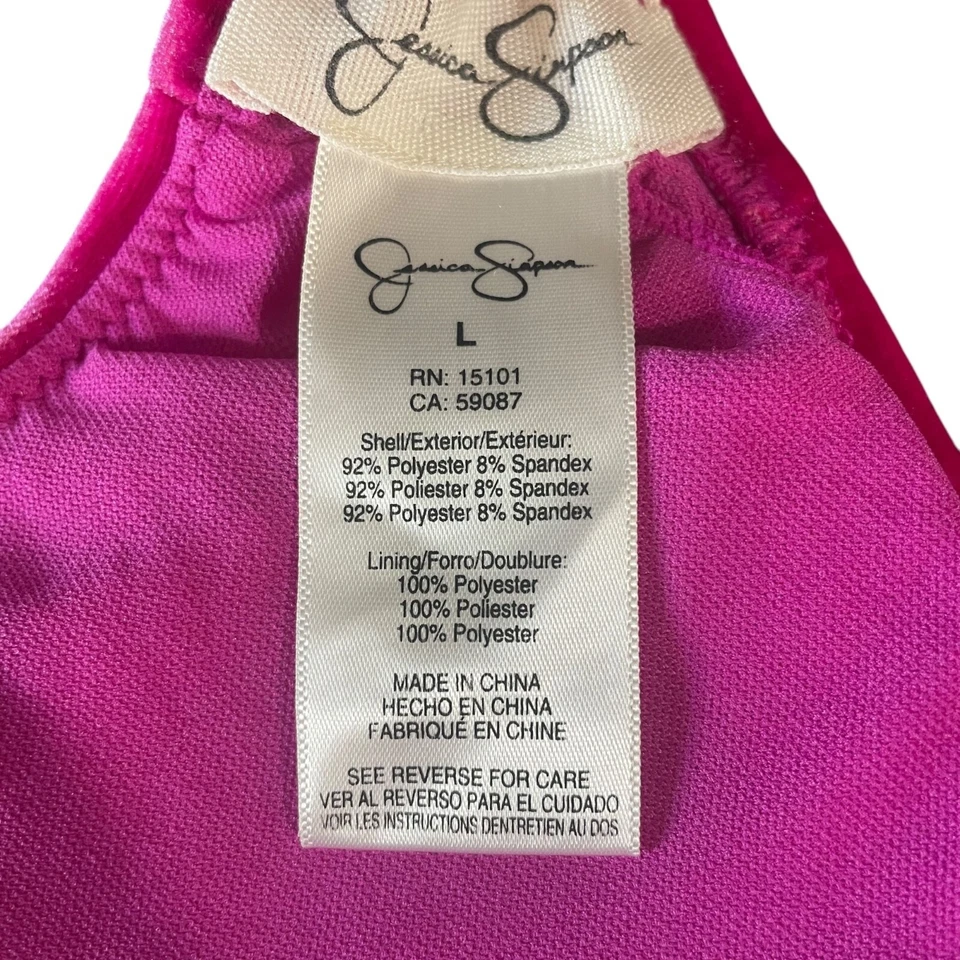 Jessica Simpson
Jessica Simpson
L
RN: 15101
CA: 59087
Shell/Exterior/Extérieur:
92% Polyester 8% Spandex
92% Poliester 8% Spandex
92% Polyester 8% Spandex
Lining/Forro/Doublure:
100% Polyester
100% Poliester
100% Polyester
MADE IN CHINA
HECHO EN CHINA
FABRIQUÉ EN CHINE
SEE REVERSE FOR CARE
VER AL REVERSO PARA EL CUIDADO
VOIR LES INSTRUCTIONS DENTRETIEN AU DOS